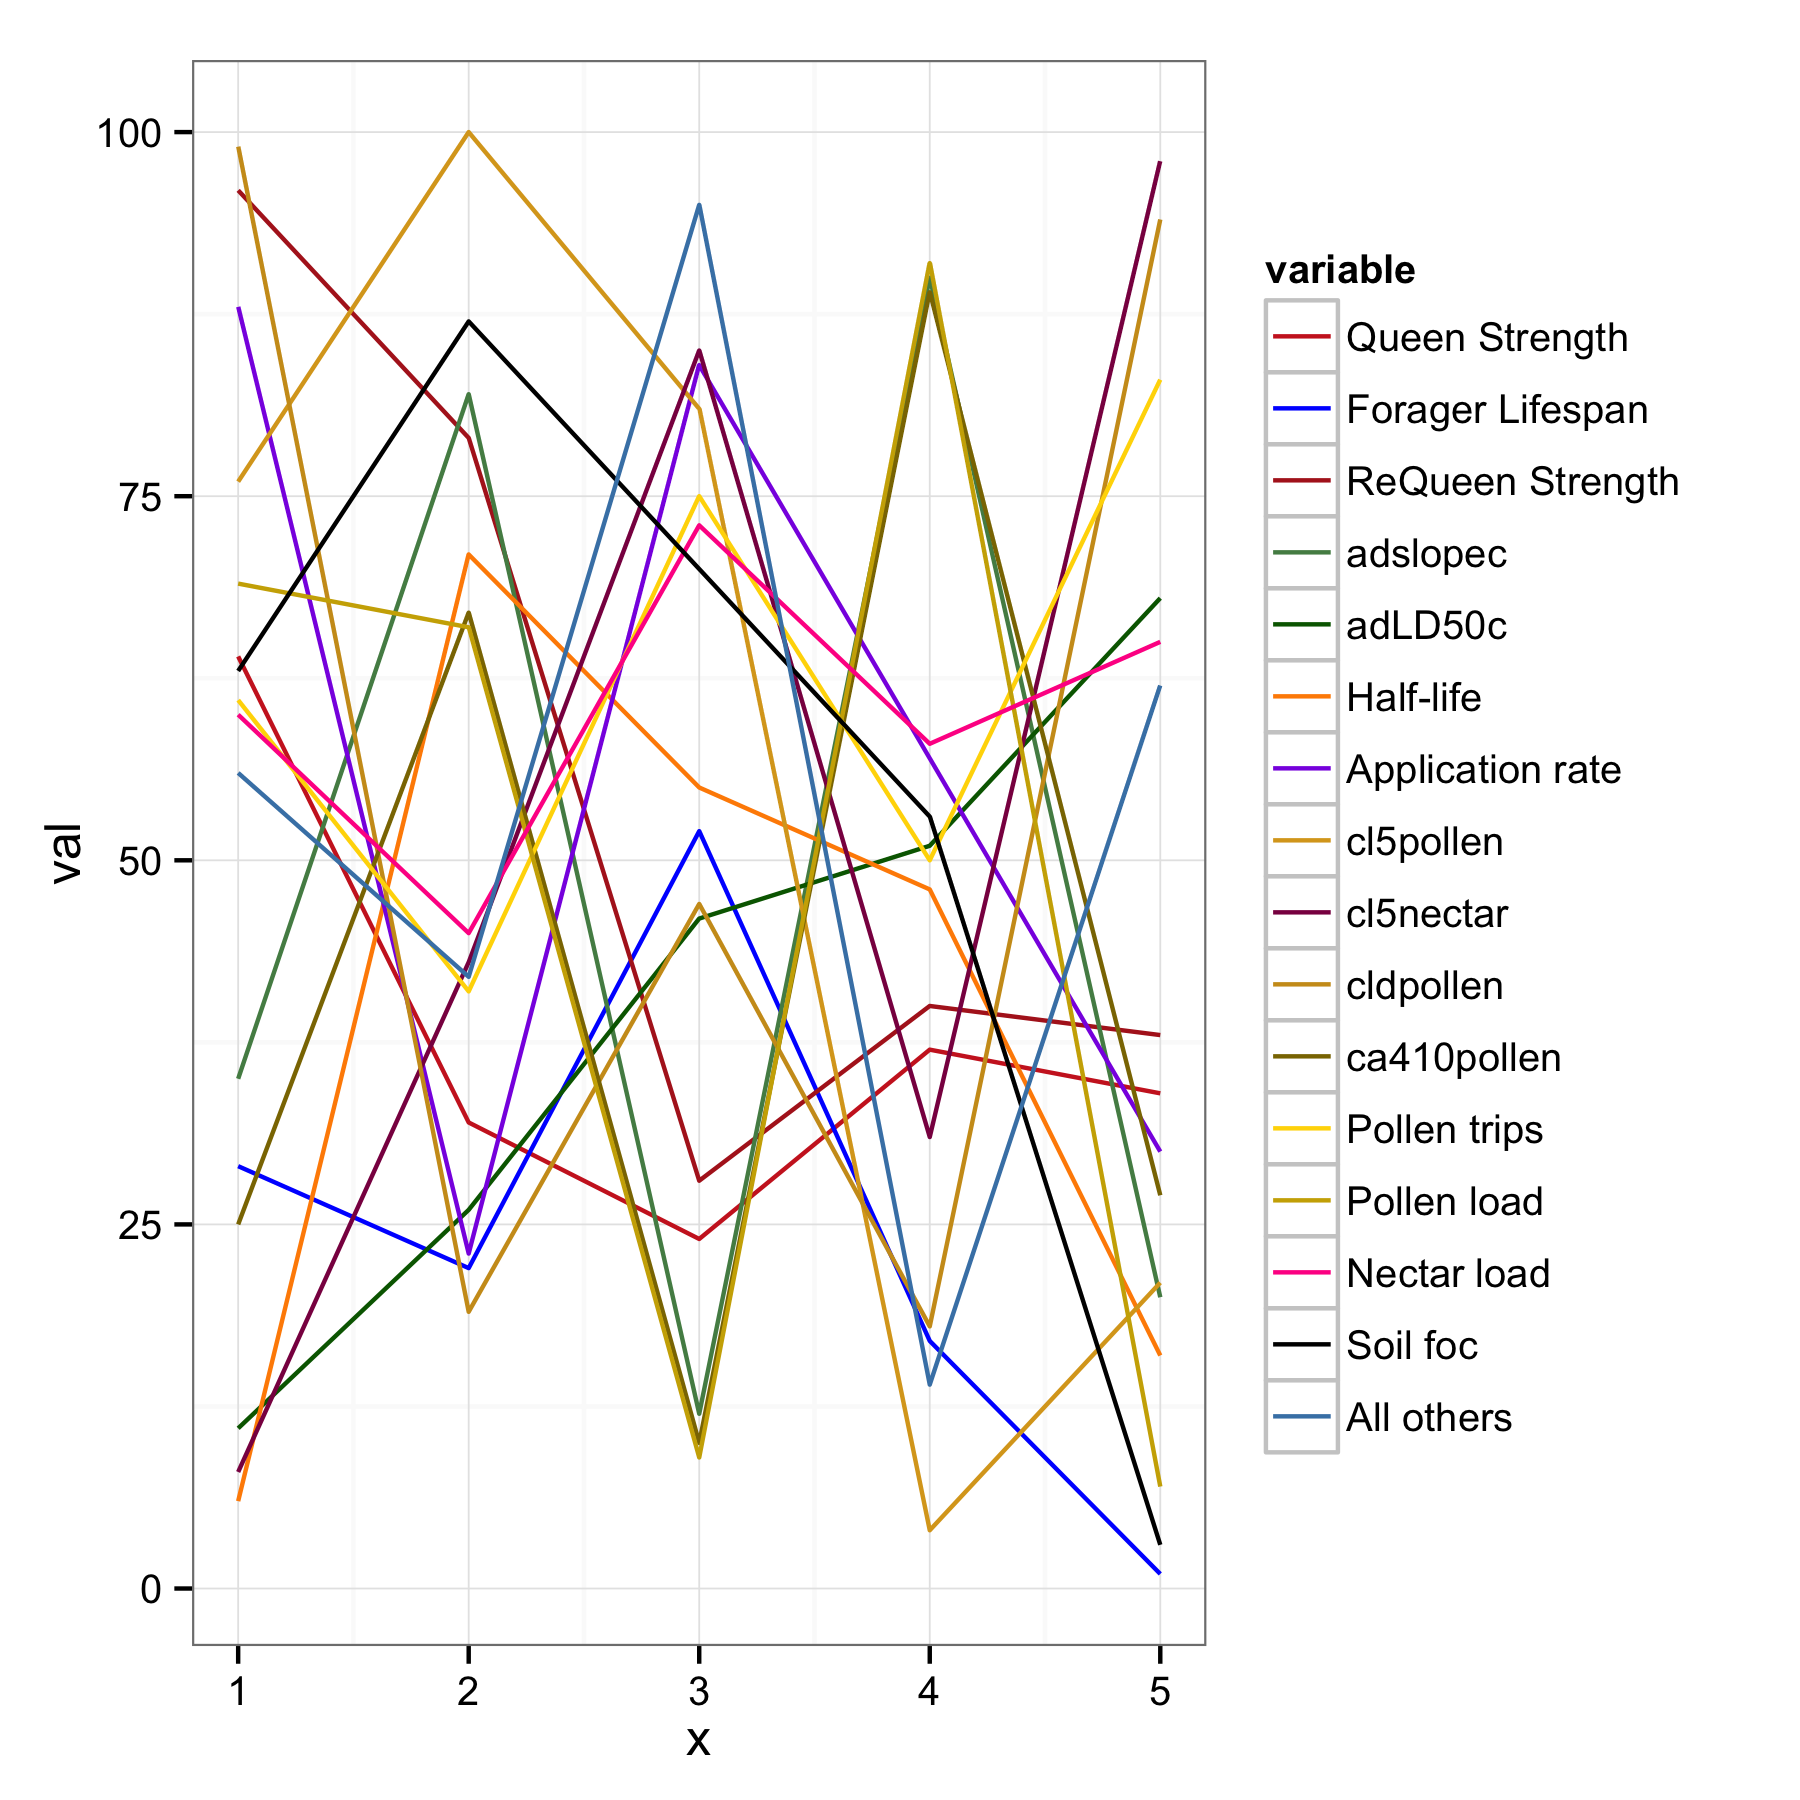 100
75
50
25
0
val
1 2 3 4 5
x
variable
Queen Strength
Forager Lifespan
ReQueen Strength
adslopec
adLD50c
Half-life
Application rate
cl5pollen
cl5nectar
cldpollen
ca410pollen
Pollen trips
Pollen load
Nectar load
Soil foc
All others